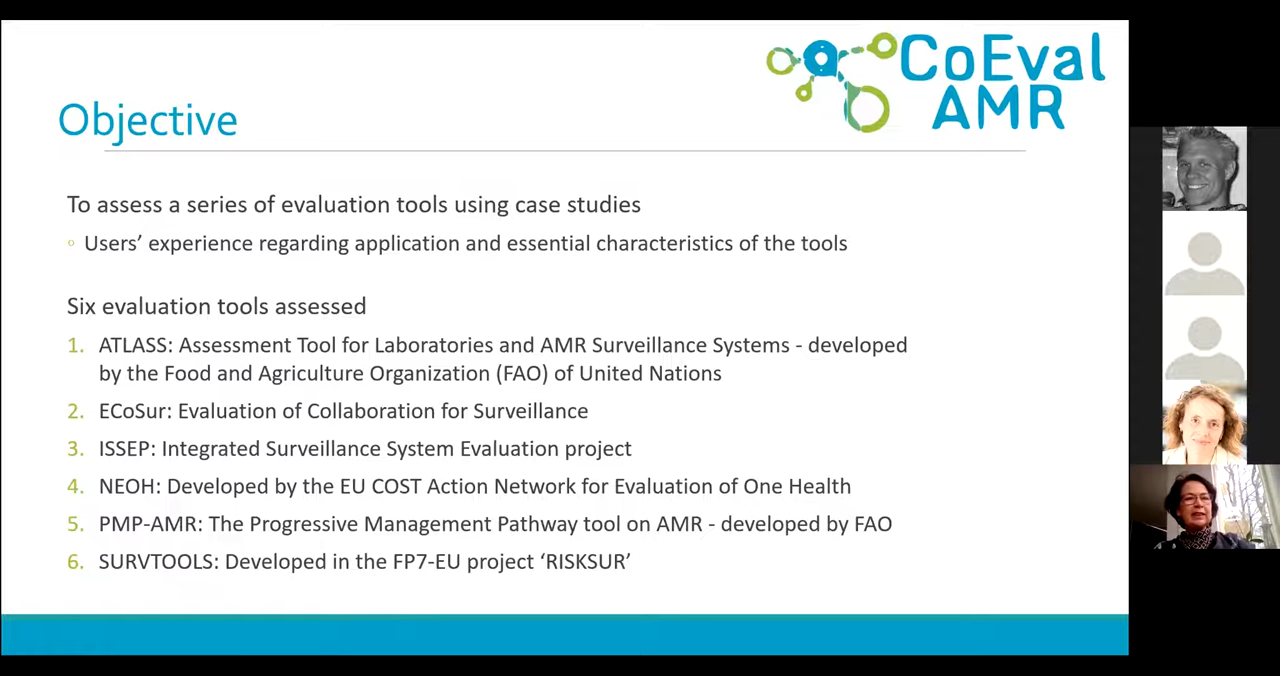 CoEval
AMR
Objective
To assess a series of evaluation tools using case studies
◦ Users’ experience regarding application and essential characteristics of the tools
Six evaluation tools assessed
1. ATLASS: Assessment Tool for Laboratories and AMR Surveillance Systems - developed
by the Food and Agriculture Organization (FAO) of United Nations
2. ECoSur: Evaluation of Collaboration for Surveillance
3. ISSEP: Integrated Surveillance System Evaluation project
4. NEOH: Developed by the EU COST Action Network for Evaluation of One Health
5. PMP-AMR: The Progressive Management Pathway tool on AMR - developed by FAO
6. SURVTOOLS: Developed in the FP7-EU project ‘RISKSUR’